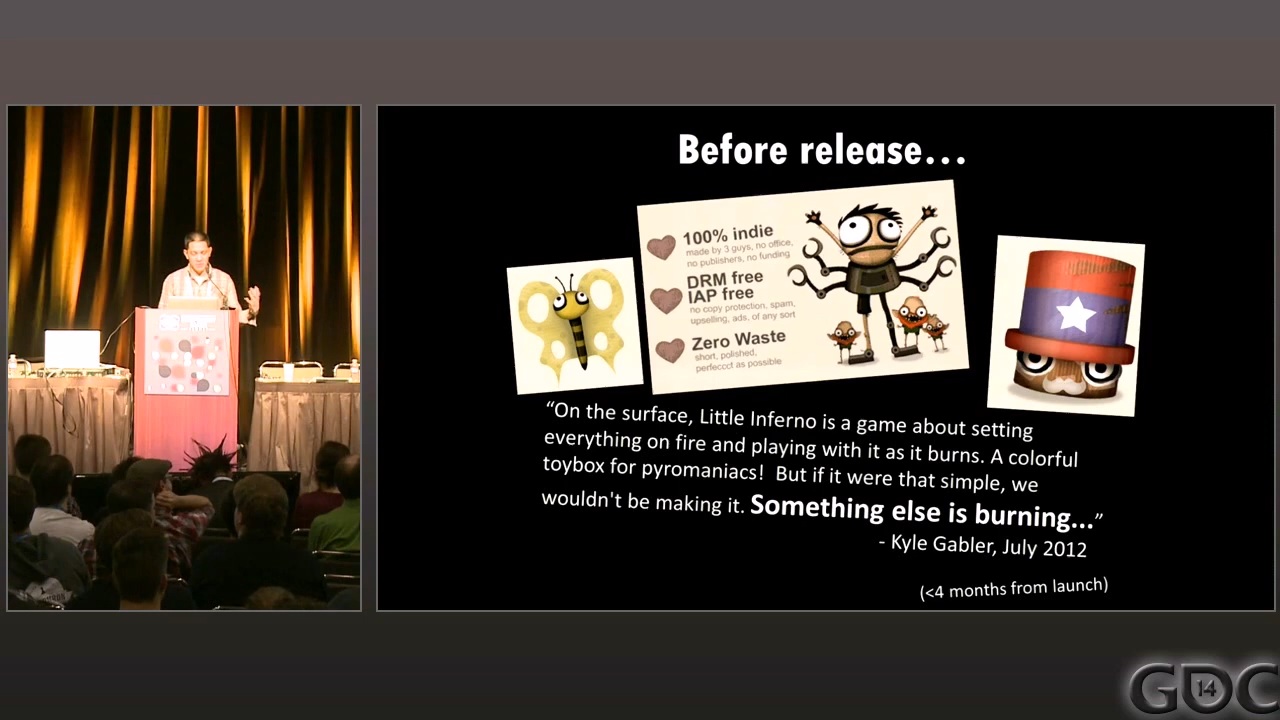 Before release...
100% indie
made by 3 guys, no office,
no publishers, no funding
DRM free
IAP free
no copy protection, spam,
upselling, ads, of any sort
Zero Waste
short, polished,
perfeccct as possible
“On the surface, Little Inferno is a game about setting
everything on fire and playing with it as it burns. A colorful
toybox for pyromaniacs! But if it were that simple, we
wouldn't be making it. Something else is burning...”
- Kyle Gabler, July 2012
(<4 months from launch)
GDC
14